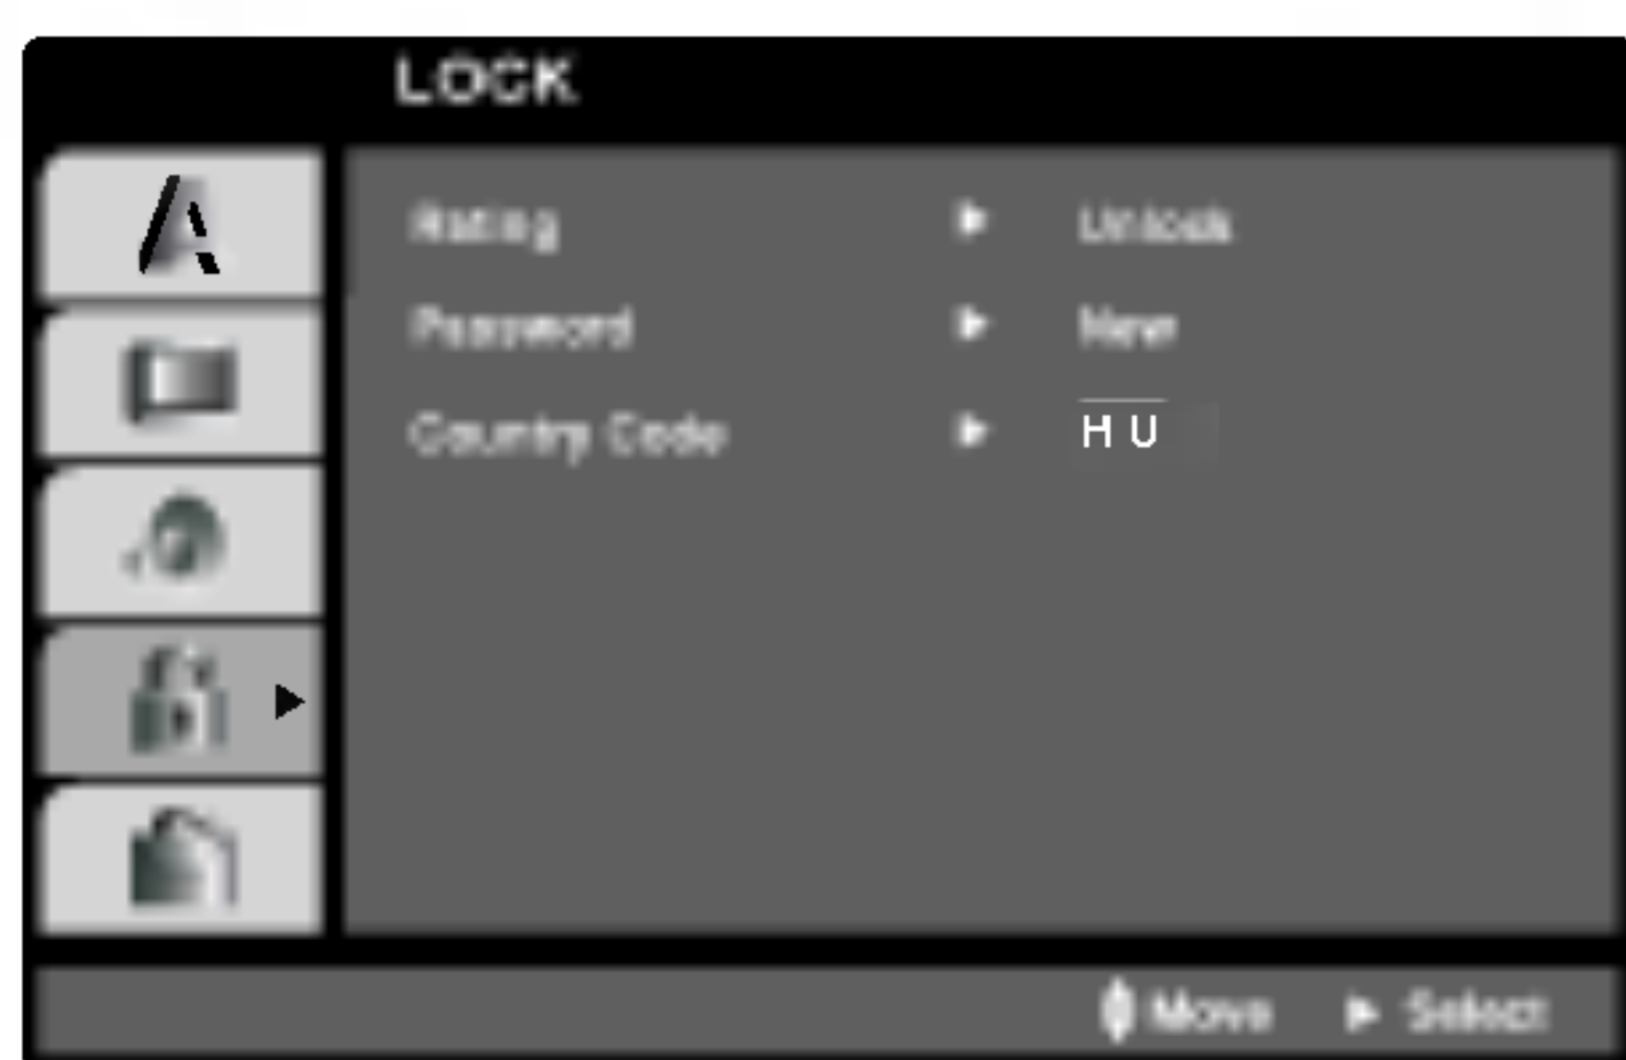 LOCK
Rating Unlock
Password New
Country Code H U
Move Select